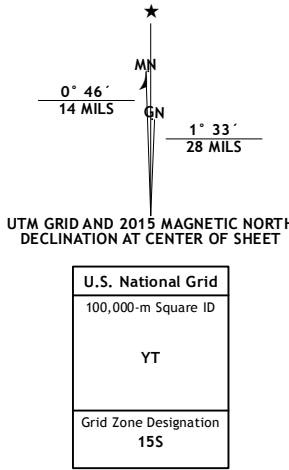 ★
MN
0° 46´
14 MILS
GN
1° 33´
28 MILS
UTM GRID AND 2015 MAGNETIC NORTH
DECLINATION AT CENTER OF SHEET
U.S. National Grid
100,000-m Square ID
YT
Grid Zone Designation
15S